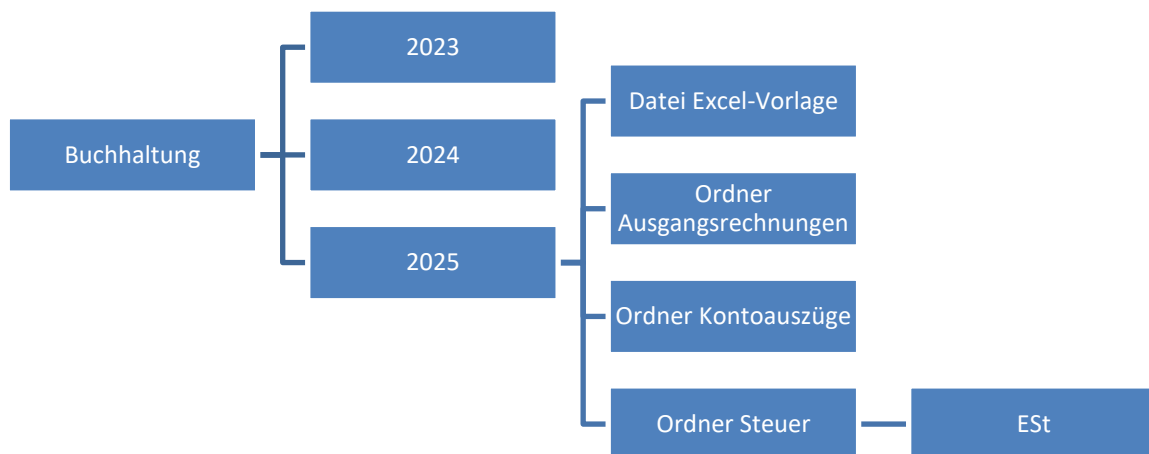 Buchhaltung
2023
2024
2025
Datei Excel-Vorlage
Ordner
Ausgangsrechnungen
Ordner Kontoauszüge
Ordner Steuer
ESt